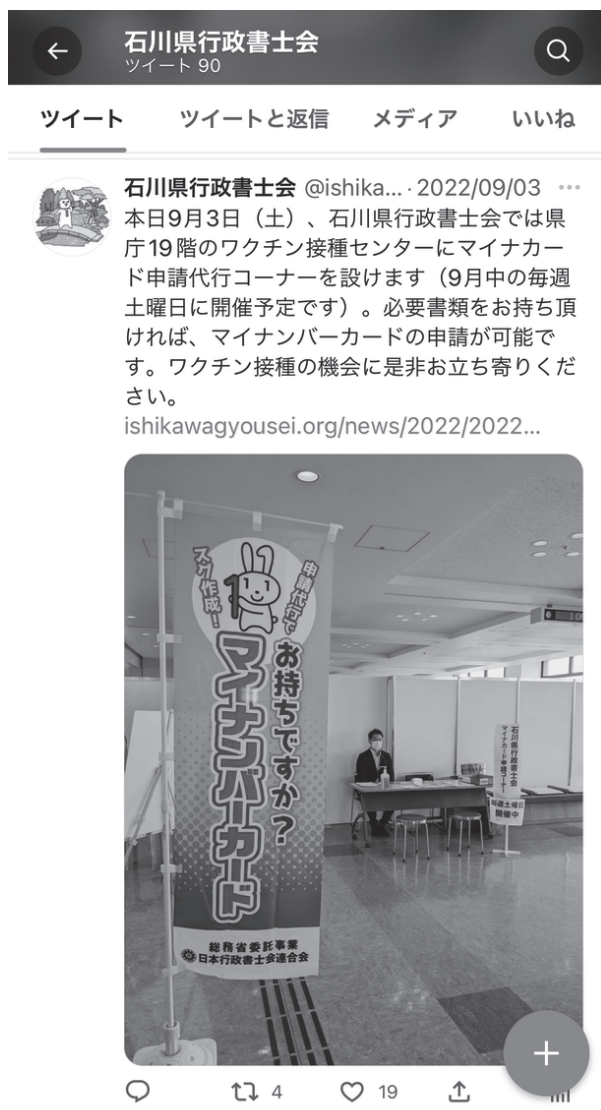 石川県行政書士会
ツイート 90
ツイート ツイートと返信 メディア いいね
石川県行政書士会 @ishika... · 2022/09/03
本日9月3日（土）、石川県行政書士会では県
庁19階のワクチン接種センターにマイナカー
ド申請代行コーナーを設けます（9月中の毎週
土曜日に開催予定です）。必要書類をお持ち頂
ければ、マイナンバーカードの申請が可能で
す。ワクチン接種の機会に是非お立ち寄りくだ
さい。
ishikawagyousei.org/news/2022/2022...
申請代行で
スグ作成！
お持ちですか？
マイナンバーカード
総務省委託事業
日本行政書士会連合会
石川県行政書士会
マイナカード申請コーナー
毎週土曜日
開催中
4 19